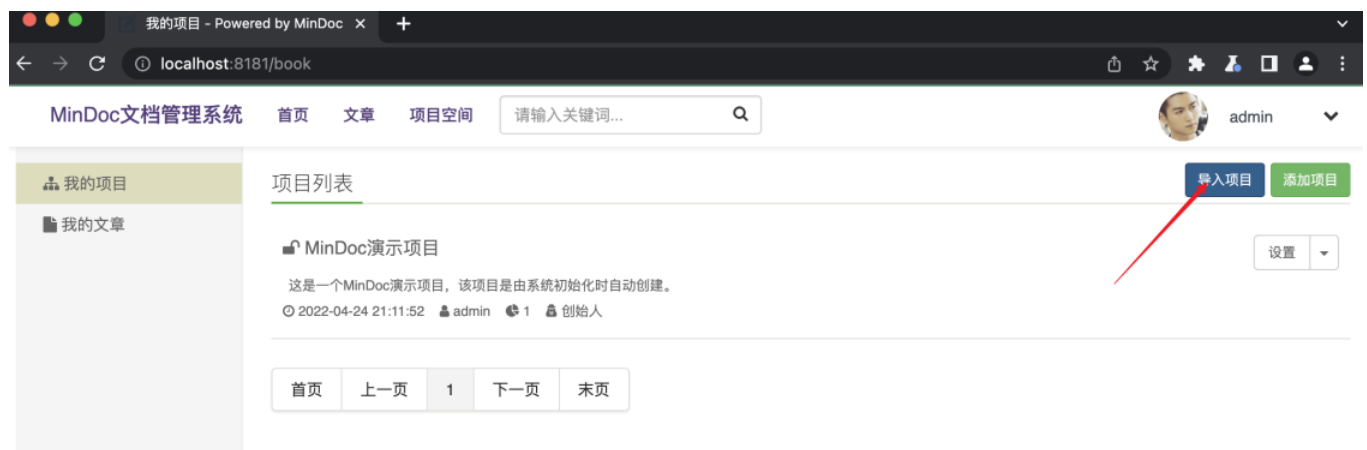 我的项目 - Powered by MinDoc
localhost:8181/book
MinDoc文档管理系统 首页 文章 项目空间 请输入关键词... admin
我的项目
我的文章
项目列表 导入项目 添加项目
MinDoc演示项目 设置
这是一个MinDoc演示项目，该项目是由系统初始化时自动创建。
2022-04-24 21:11:52 admin 1 创始人
首页 上一页 1 下一页 末页